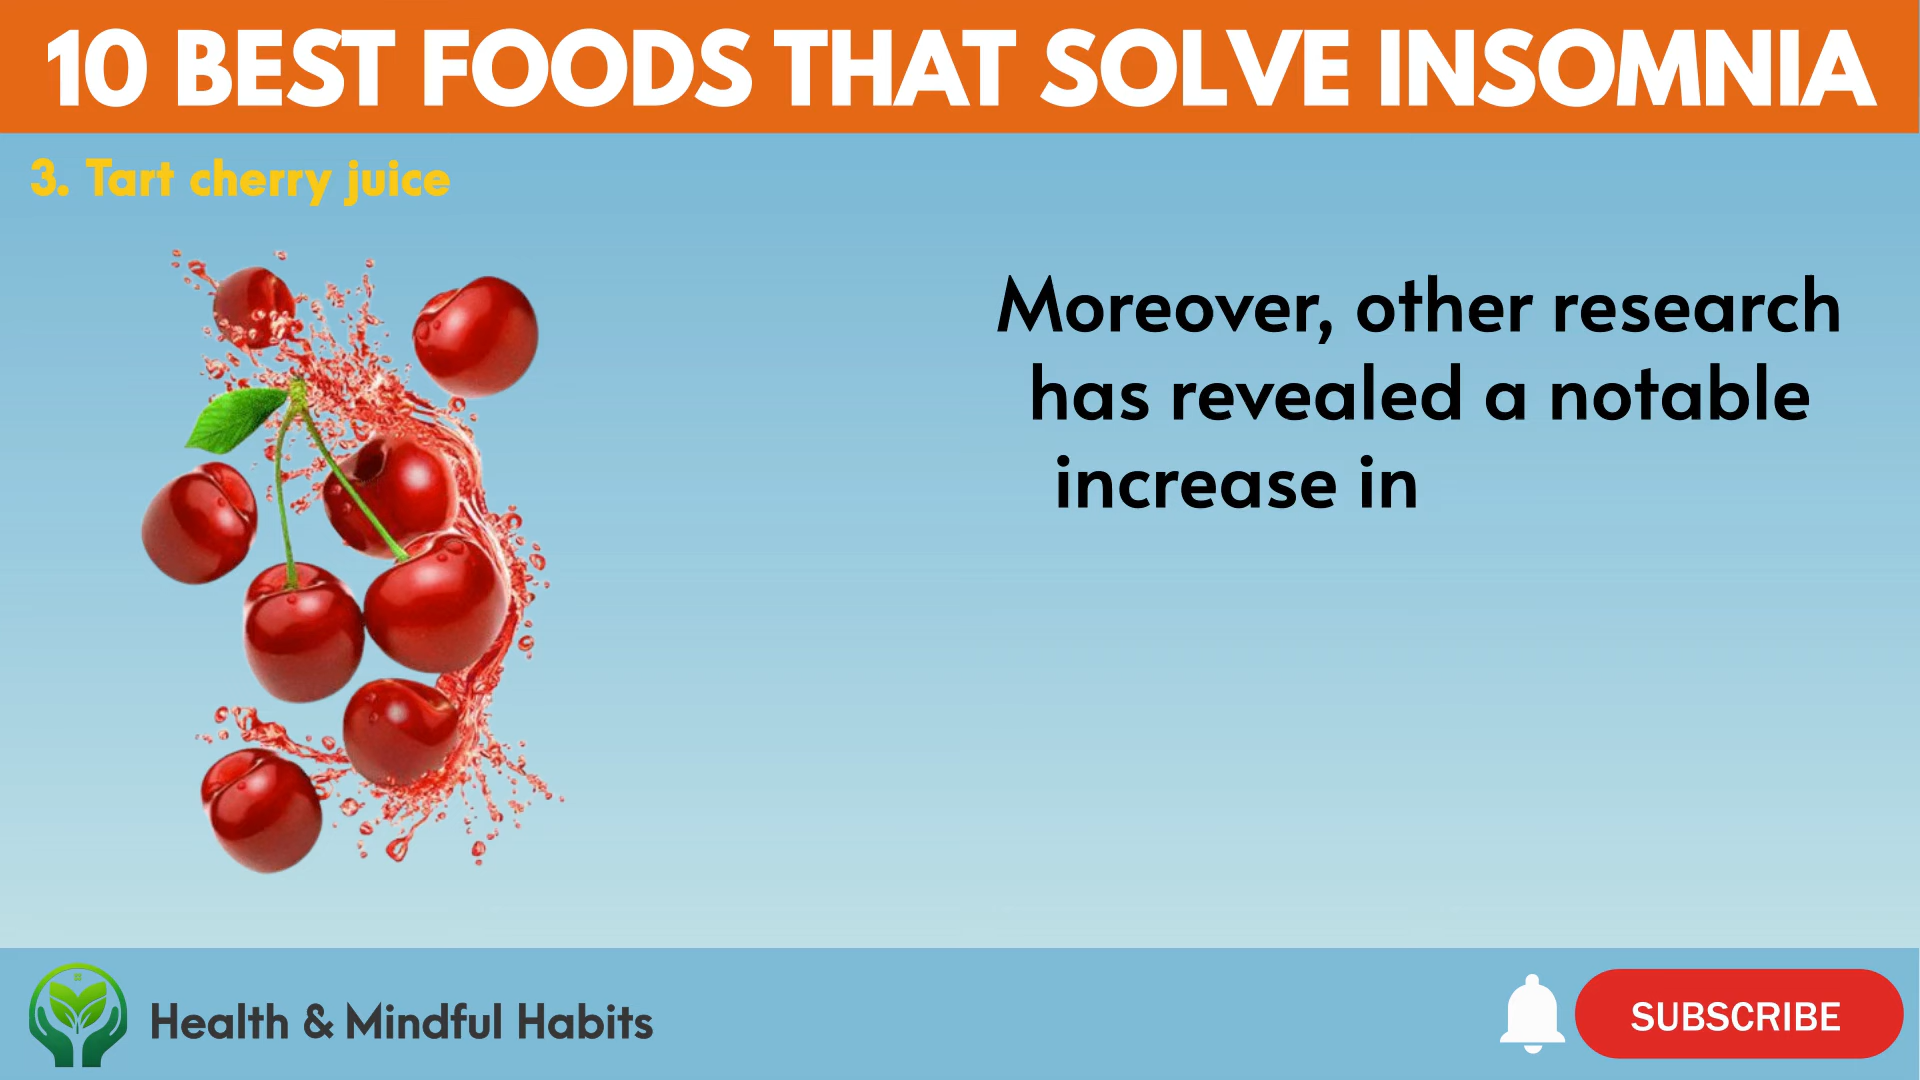 10 BEST FOODS THAT SOLVE INSOMNIA
3. Tart cherry juice
Moreover, other research
has revealed a notable
increase in
Health & Mindful Habits
SUBSCRIBE